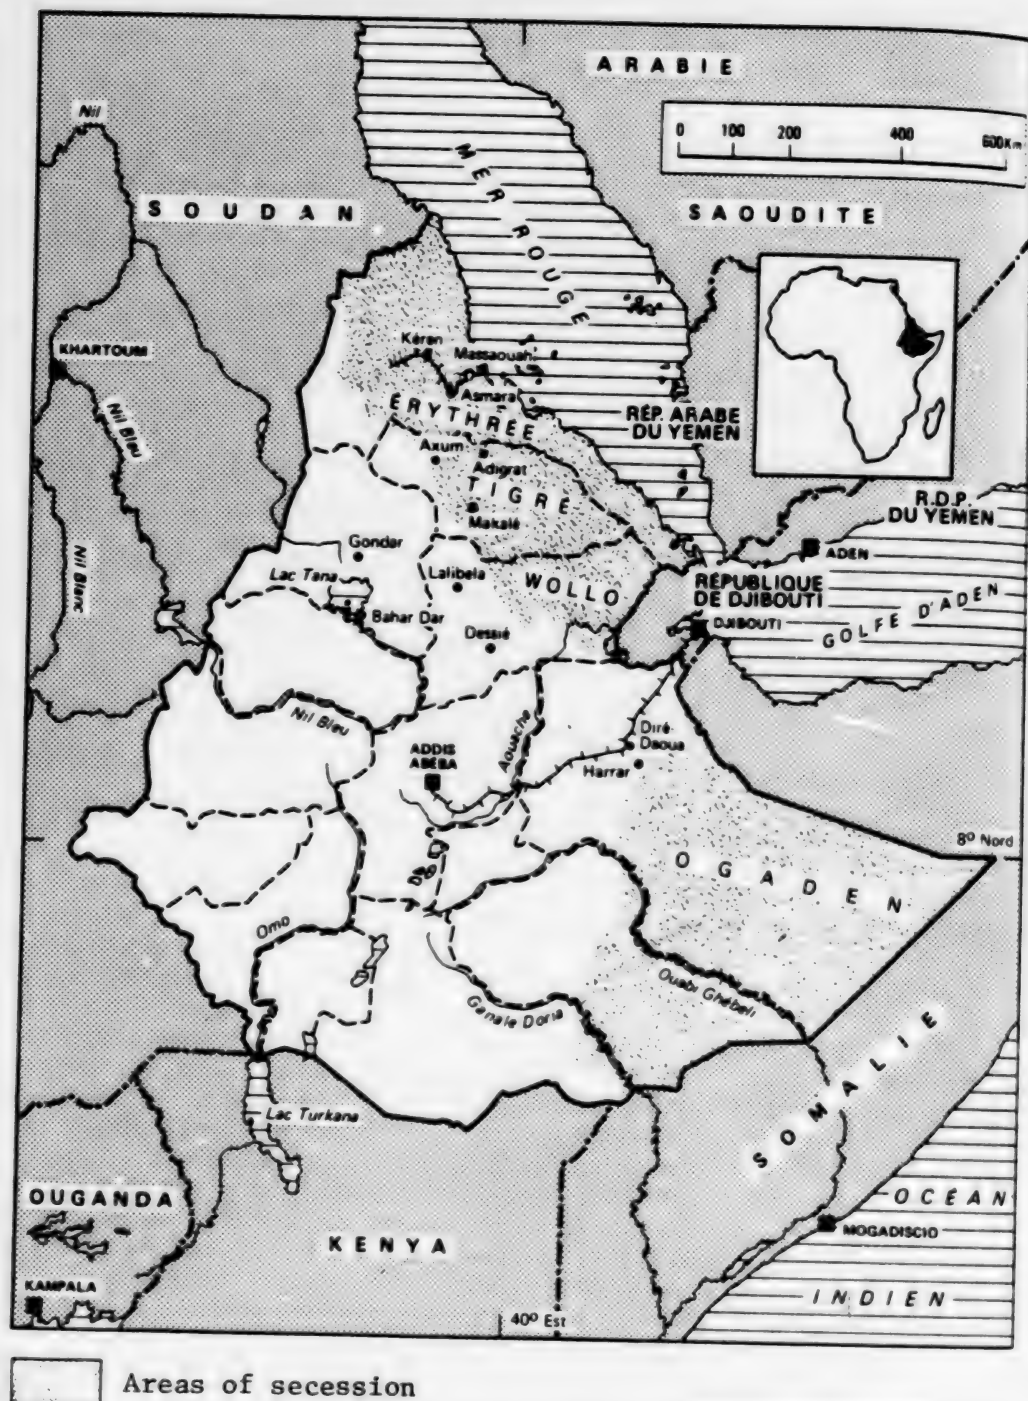 ARABIE
0 100 200 400 600Km
MER ROUGE
Nil
SOUDAN
SAOUDITE
KHARTOUM
Kéren
Massaouah
Asmara
ÉRYTHRÉE
RÉP. ARABE
DU YEMEN
Nil Bleu
Axum
Adigrat
TIGRÉ
Makalé
R.D.P.
DU YEMEN
ADEN
Gondar
Nil Blanc
Lac Tana
Lalibela
WOLLO
RÉPUBLIQUE
DE DJIBOUTI
DJIBOUTI
GOLFE D'ADEN
Bahar Dar
Dessié
Nil Bleu
Aouache
Diré-
Daoua
ADDIS
ABÉBA
Harrar
8° Nord
OGADEN
Omo
Ouabi Ghébeli
Ganale Doria
SOMALIE
Lac Turkana
OUGANDA
OCÉAN
KENYA
MOGADISCIO
KAMPALA
INDIEN
40° Est
Areas of secession